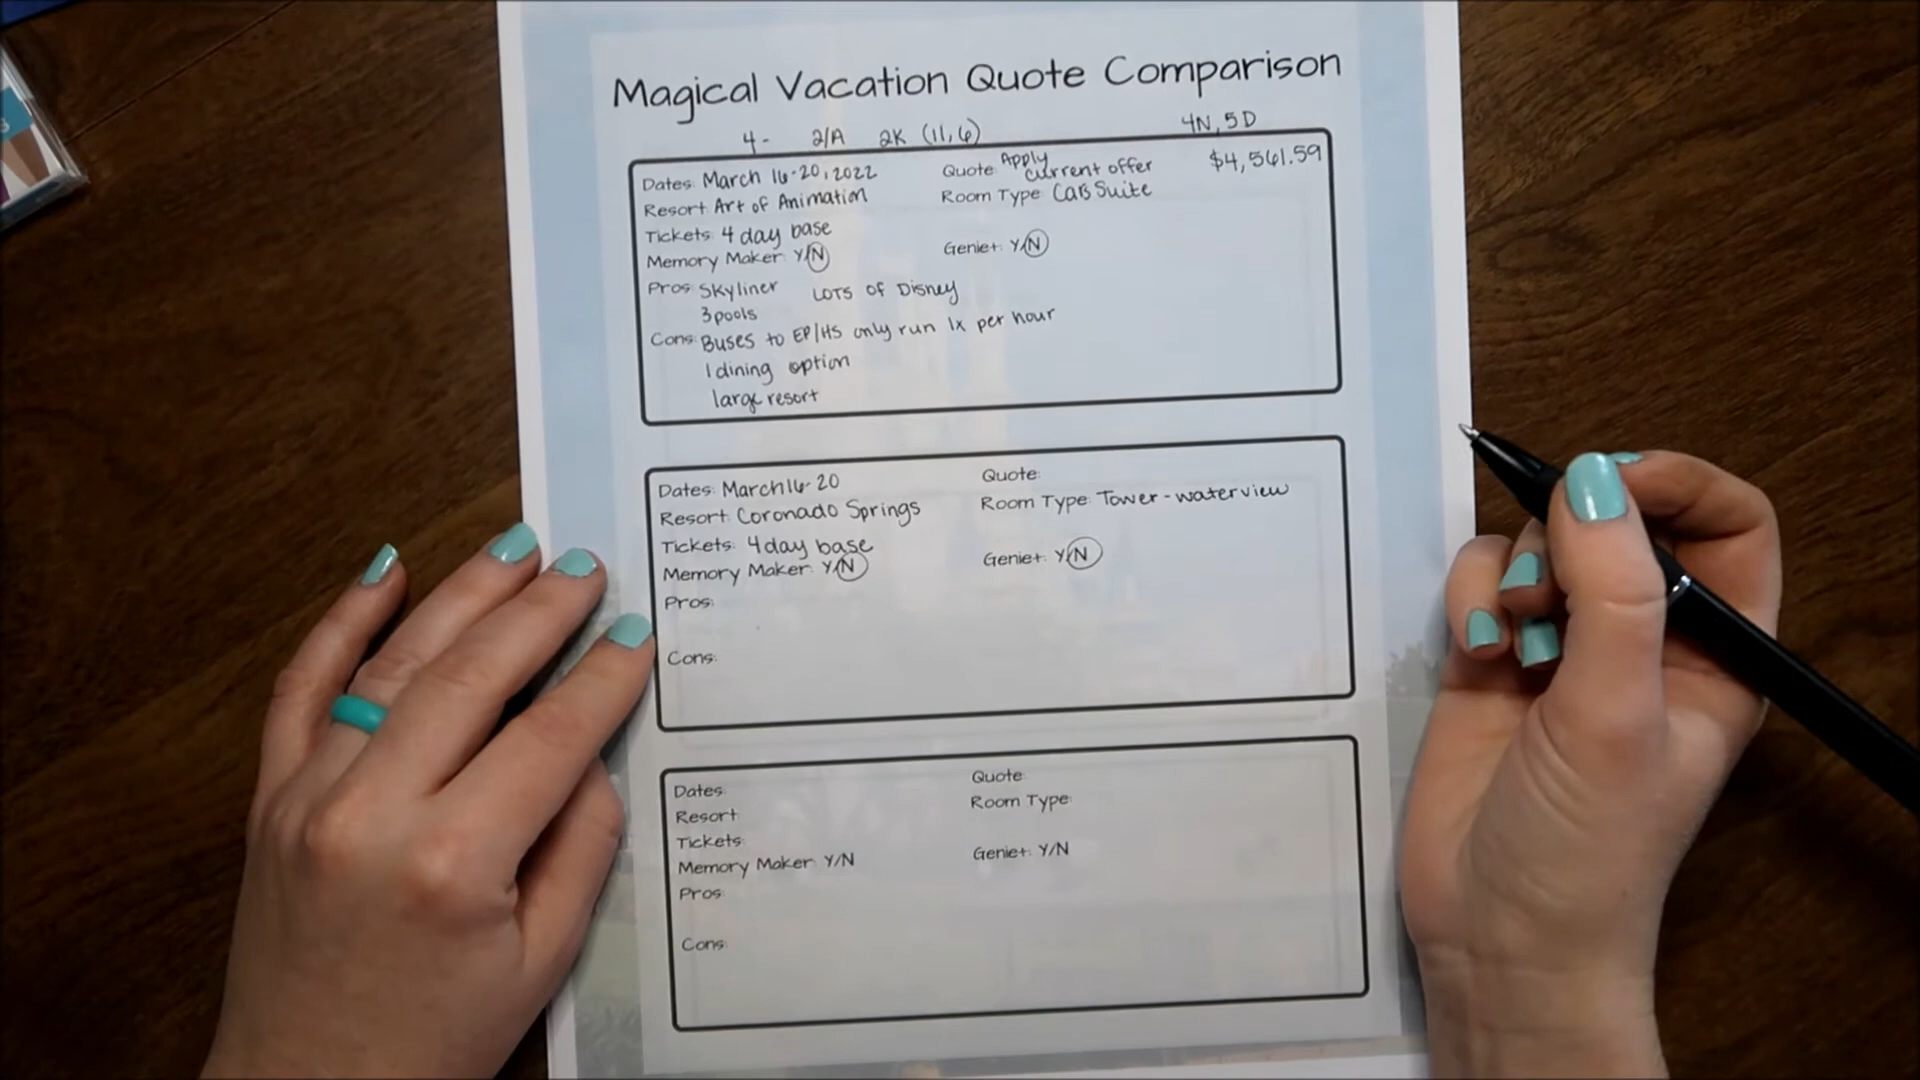 Magical Vacation Quote Comparison
4 - 2/A 2K (11, 6) 4N, 5D
Dates: March 16-20, 2022 Quote: Apply current offer $4,561.59
Resort: Art of Animation Room Type: Cars Suite
Tickets: 4 day base
Memory Maker: Y/N Genie+: Y/N
Pros: Skyliner LOTS OF Disney
3 pools
Cons: Buses to EP/HS only run 1x per hour
1 dining option
large resort
Dates: March 16-20 Quote:
Resort: Coronado Springs Room Type: Tower - water view
Tickets: 4 day base
Memory Maker: Y/N Genie+: Y/N
Pros:
Cons:
Dates: Quote:
Resort: Room Type:
Tickets:
Memory Maker: Y/N Genie+: Y/N
Pros:
Cons: